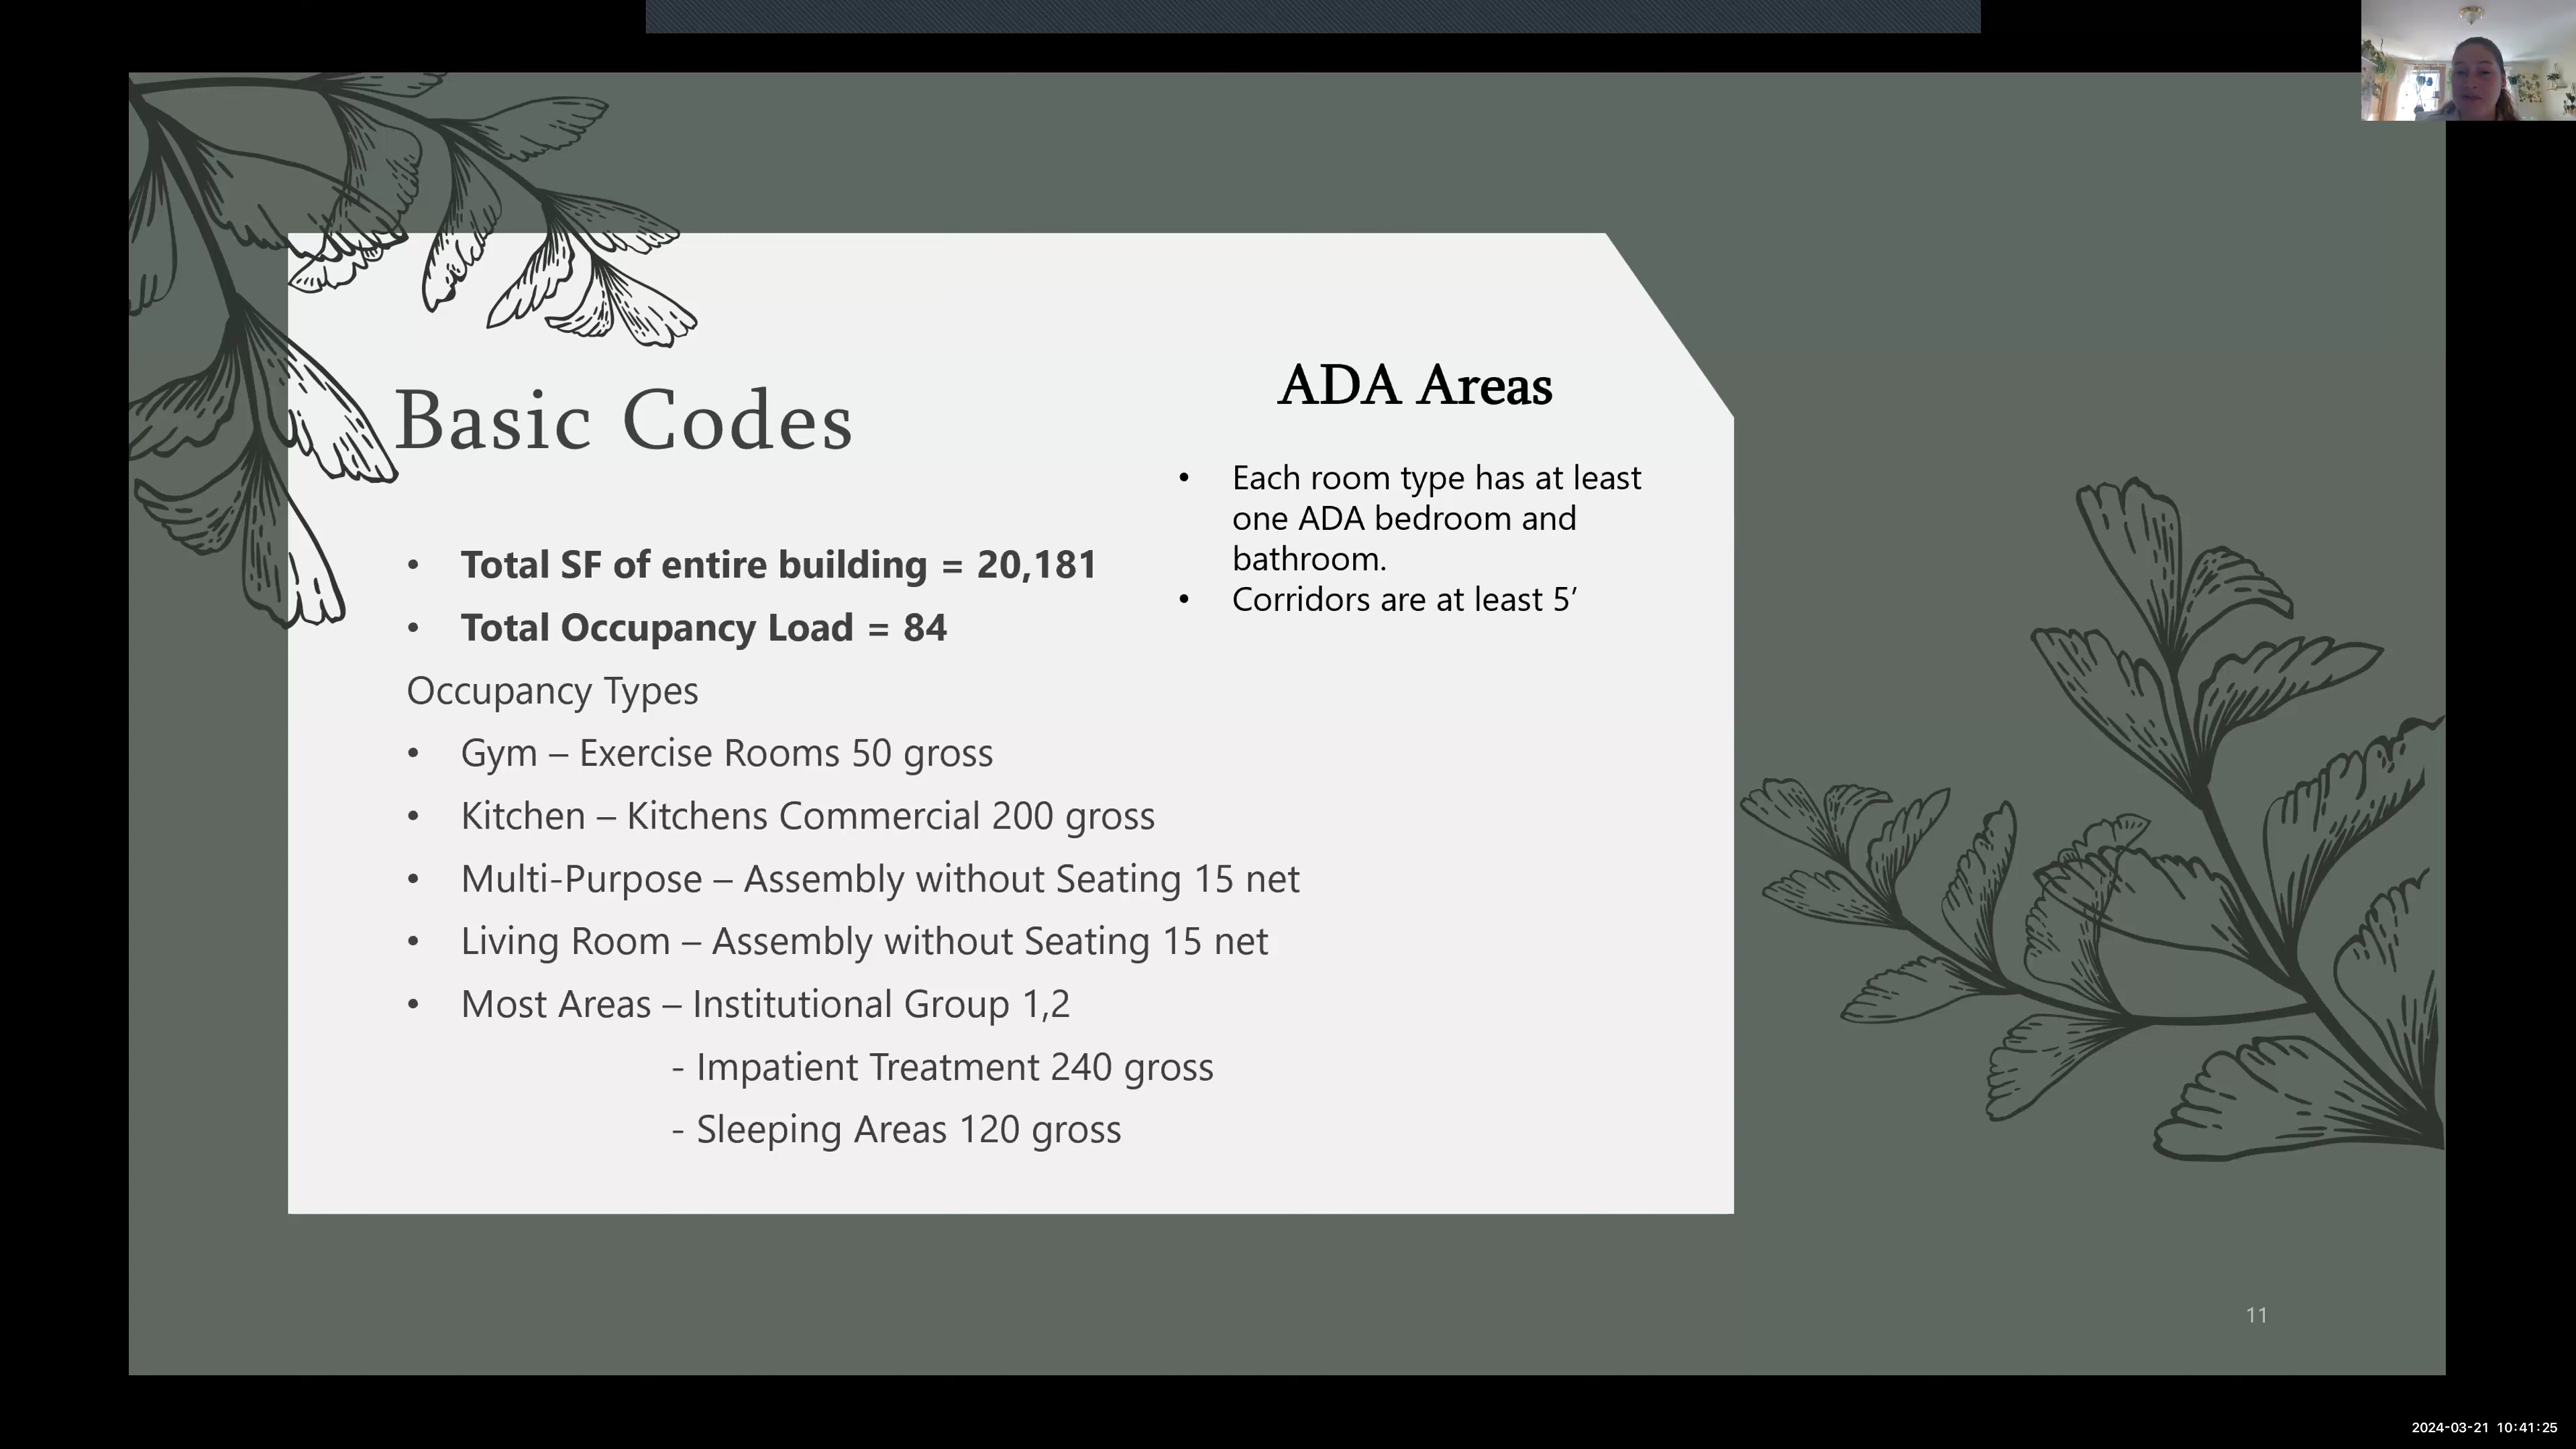 Basic Codes
• Total SF of entire building = 20,181
• Total Occupancy Load = 84
Occupancy Types
• Gym – Exercise Rooms 50 gross
• Kitchen – Kitchens Commercial 200 gross
• Multi-Purpose – Assembly without Seating 15 net
• Living Room – Assembly without Seating 15 net
• Most Areas – Institutional Group 1,2
- Impatient Treatment 240 gross
- Sleeping Areas 120 gross
ADA Areas
• Each room type has at least
one ADA bedroom and
bathroom.
• Corridors are at least 5′
11
2024-03-21 10:41:25